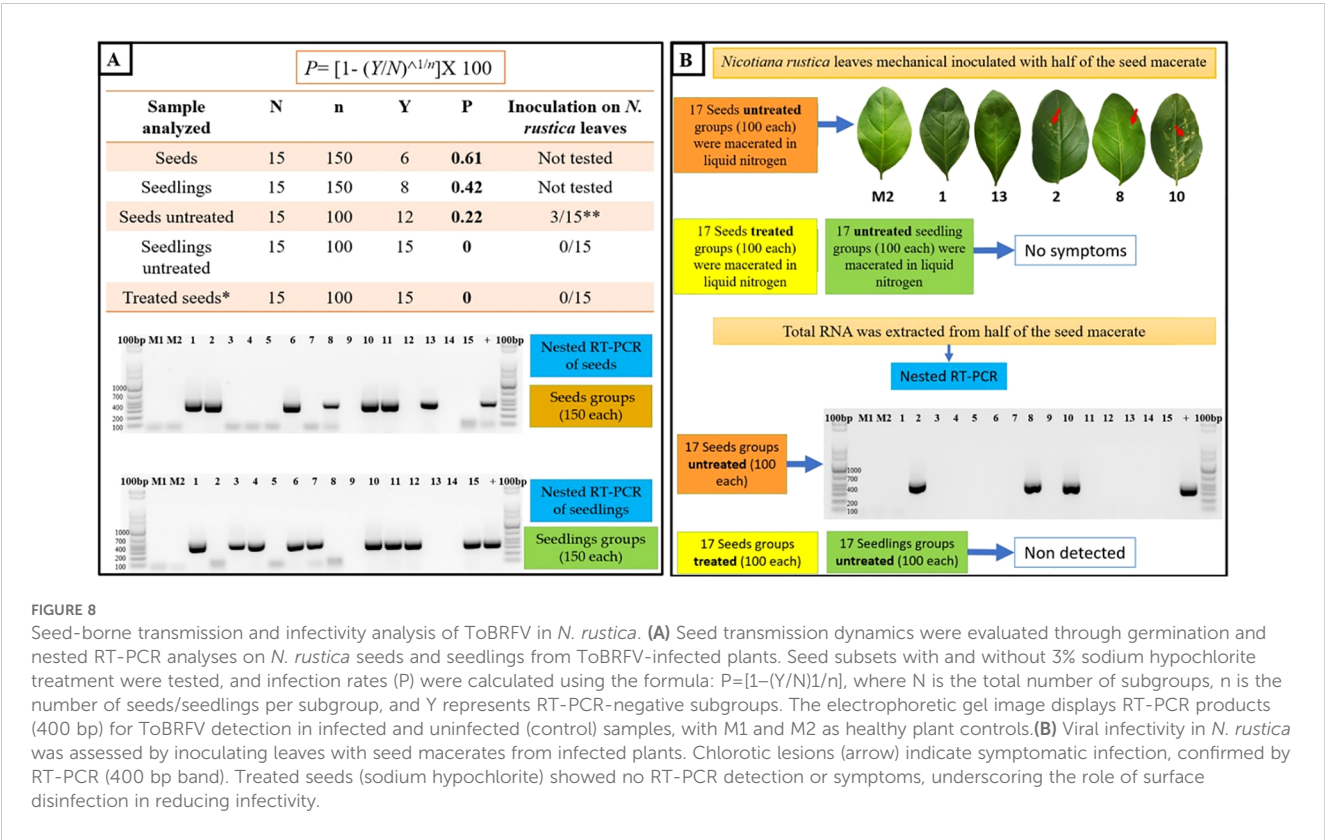 A
P= [1- (Y/N)^1/n]X 100
Sample analyzed N n Y P Inoculation on N. rustica leaves
Seeds 15 150 6 0.61 Not tested
Seedlings 15 150 8 0.42 Not tested
Seeds untreated 15 100 12 0.22 3/15**
Seedlings untreated 15 100 15 0 0/15
Treated seeds* 15 100 15 0 0/15
100bp M1 M2 1 2 3 4 5 6 7 8 9 10 11 12 13 14 15 + 100bp
1000
700
400
200
100
Nested RT-PCR
of seeds
Seeds groups
(150 each)
100bp M1 M2 1 2 3 4 5 6 7 8 9 10 11 12 13 14 15 + 100bp
1000
700
400
200
100
Nested RT-PCR
of seedlings
Seedlings groups
(150 each)
B
Nicotiana rustica leaves mechanical inoculated with half of the seed macerate
17 Seeds untreated
groups (100 each)
were macerated in
liquid nitrogen
M2 1 13 2 8 10
17 Seeds treated
groups (100 each)
were macerated in
liquid nitrogen
17 untreated seedling
groups (100 each) were
macerated in liquid
nitrogen
No symptoms
Total RNA was extracted from half of the seed macerate
Nested RT-PCR
100bp M1 M2 1 2 3 4 5 6 7 8 9 10 11 12 13 14 15 + 100bp
1000
700
400
200
100
17 Seeds groups
untreated (100
each)
17 Seeds groups
treated (100 each)
17 Seedlings groups
untreated (100 each)
Non detected
FIGURE 8
Seed-borne transmission and infectivity analysis of ToBRFV in N. rustica. (A) Seed transmission dynamics were evaluated through germination and
nested RT-PCR analyses on N. rustica seeds and seedlings from ToBRFV-infected plants. Seed subsets with and without 3% sodium hypochlorite
treatment were tested, and infection rates (P) were calculated using the formula: P=[1–(Y/N)1/n], where N is the total number of subgroups, n is the
number of seeds/seedlings per subgroup, and Y represents RT-PCR-negative subgroups. The electrophoretic gel image displays RT-PCR products
(400 bp) for ToBRFV detection in infected and uninfected (control) samples, with M1 and M2 as healthy plant controls.(B) Viral infectivity in N. rustica
was assessed by inoculating leaves with seed macerates from infected plants. Chlorotic lesions (arrow) indicate symptomatic infection, confirmed by
RT-PCR (400 bp band). Treated seeds (sodium hypochlorite) showed no RT-PCR detection or symptoms, underscoring the role of surface
disinfection in reducing infectivity.